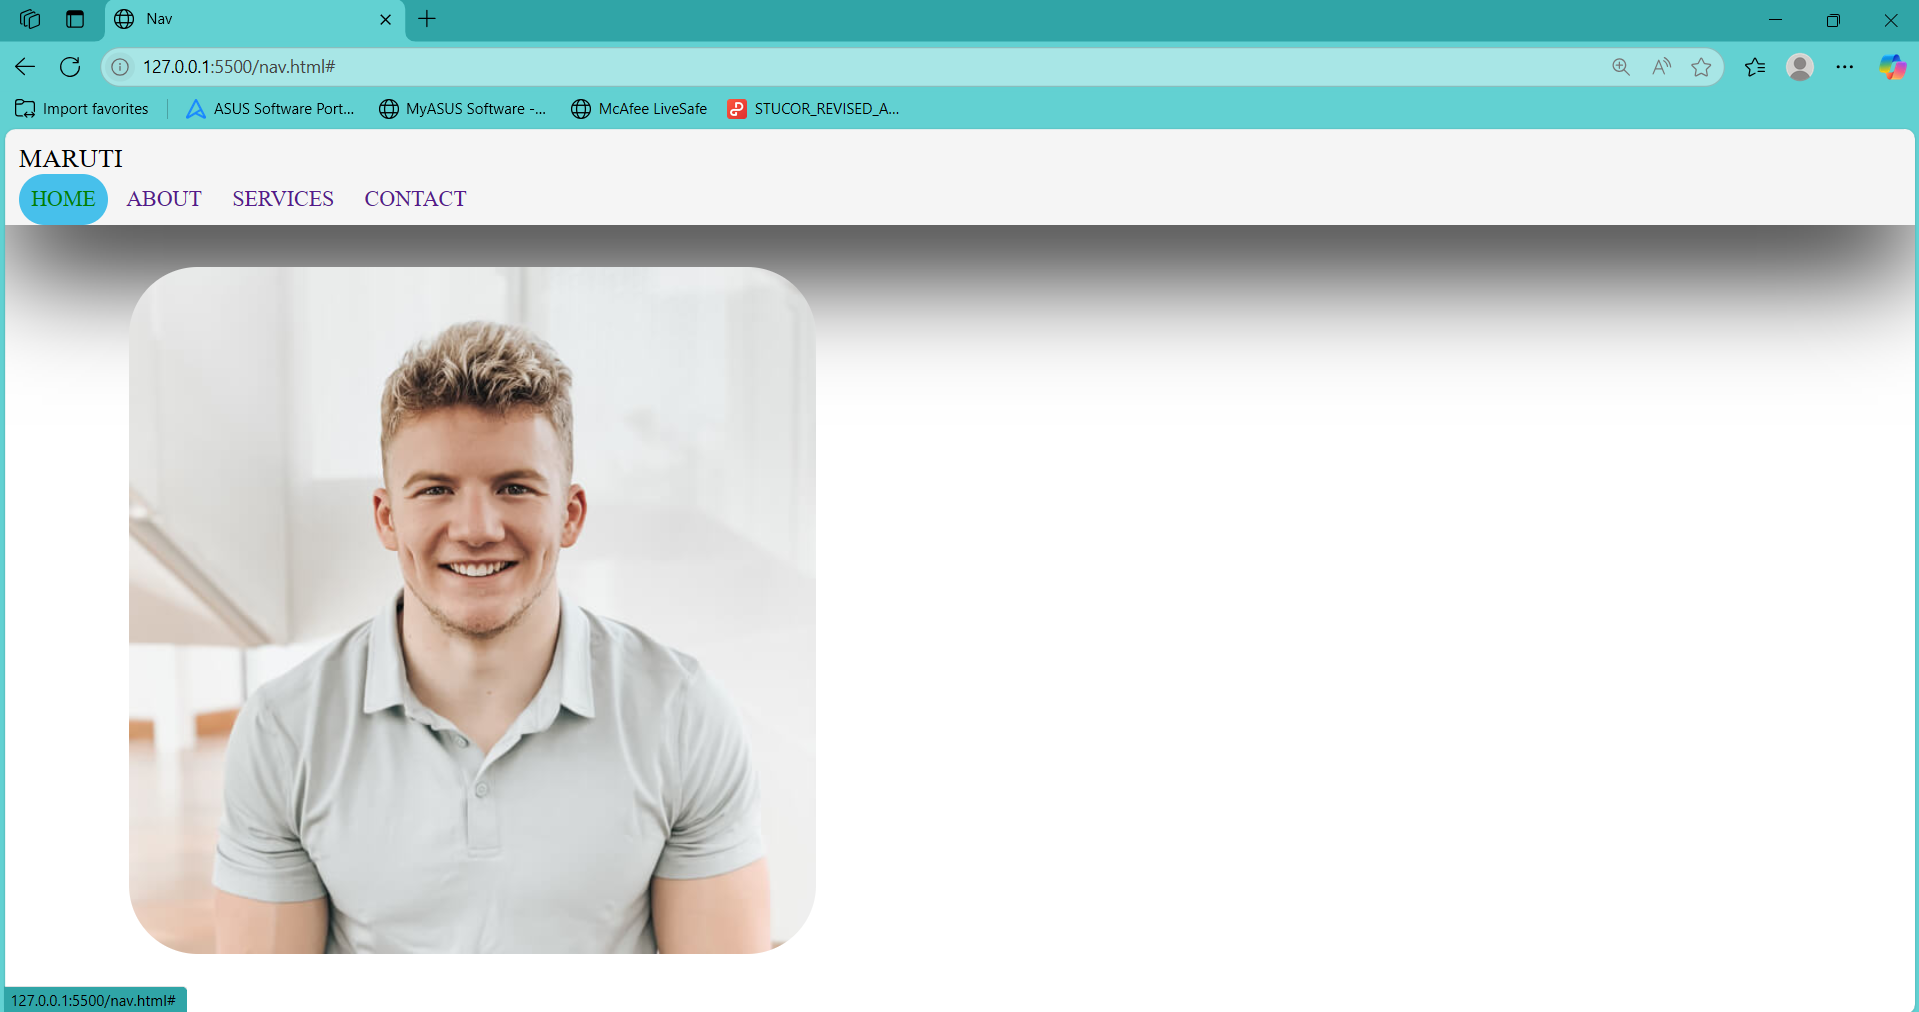 Nav
127.0.0.1:5500/nav.html#
Import favorites
ASUS Software Port...
MyASUS Software -...
McAfee LiveSafe
STUCOR_REVISED_A...
MARUTI
HOME ABOUT SERVICES CONTACT
127.0.0.1:5500/nav.html#